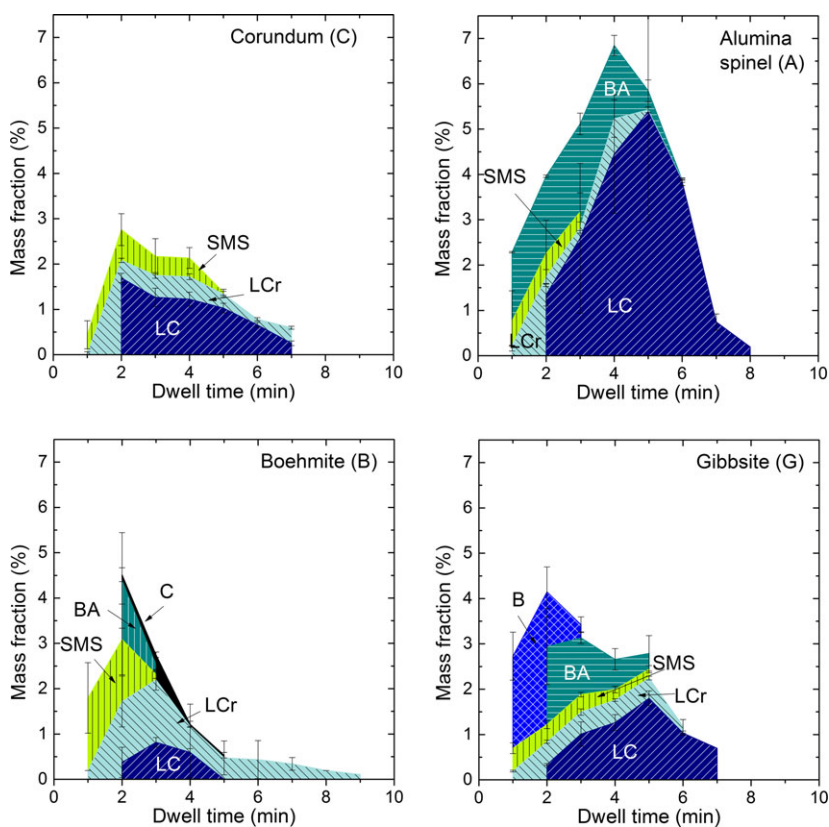 Corundum (C)
7
6
5
4
3
2
1
0
Mass fraction (%)
SMS
LCr
LC
0 2 4 6 8 10
Dwell time (min)
Alumina
spinel (A)
7
6
5
4
3
2
1
0
Mass fraction (%)
BA
SMS
LC
LCr
0 2 4 6 8 10
Dwell time (min)
Boehmite (B)
7
6
5
4
3
2
1
0
Mass fraction (%)
C
BA
SMS
LCr
LC
0 2 4 6 8 10
Dwell time (min)
Gibbsite (G)
7
6
5
4
3
2
1
0
Mass fraction (%)
B
BA
SMS
LCr
LC
0 2 4 6 8 10
Dwell time (min)